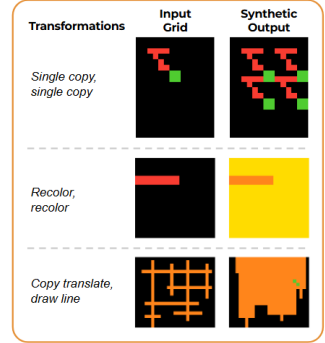 Transformations
Input
Grid
Synthetic
Output
Single copy,
single copy
Recolor,
recolor
Copy translate,
draw line